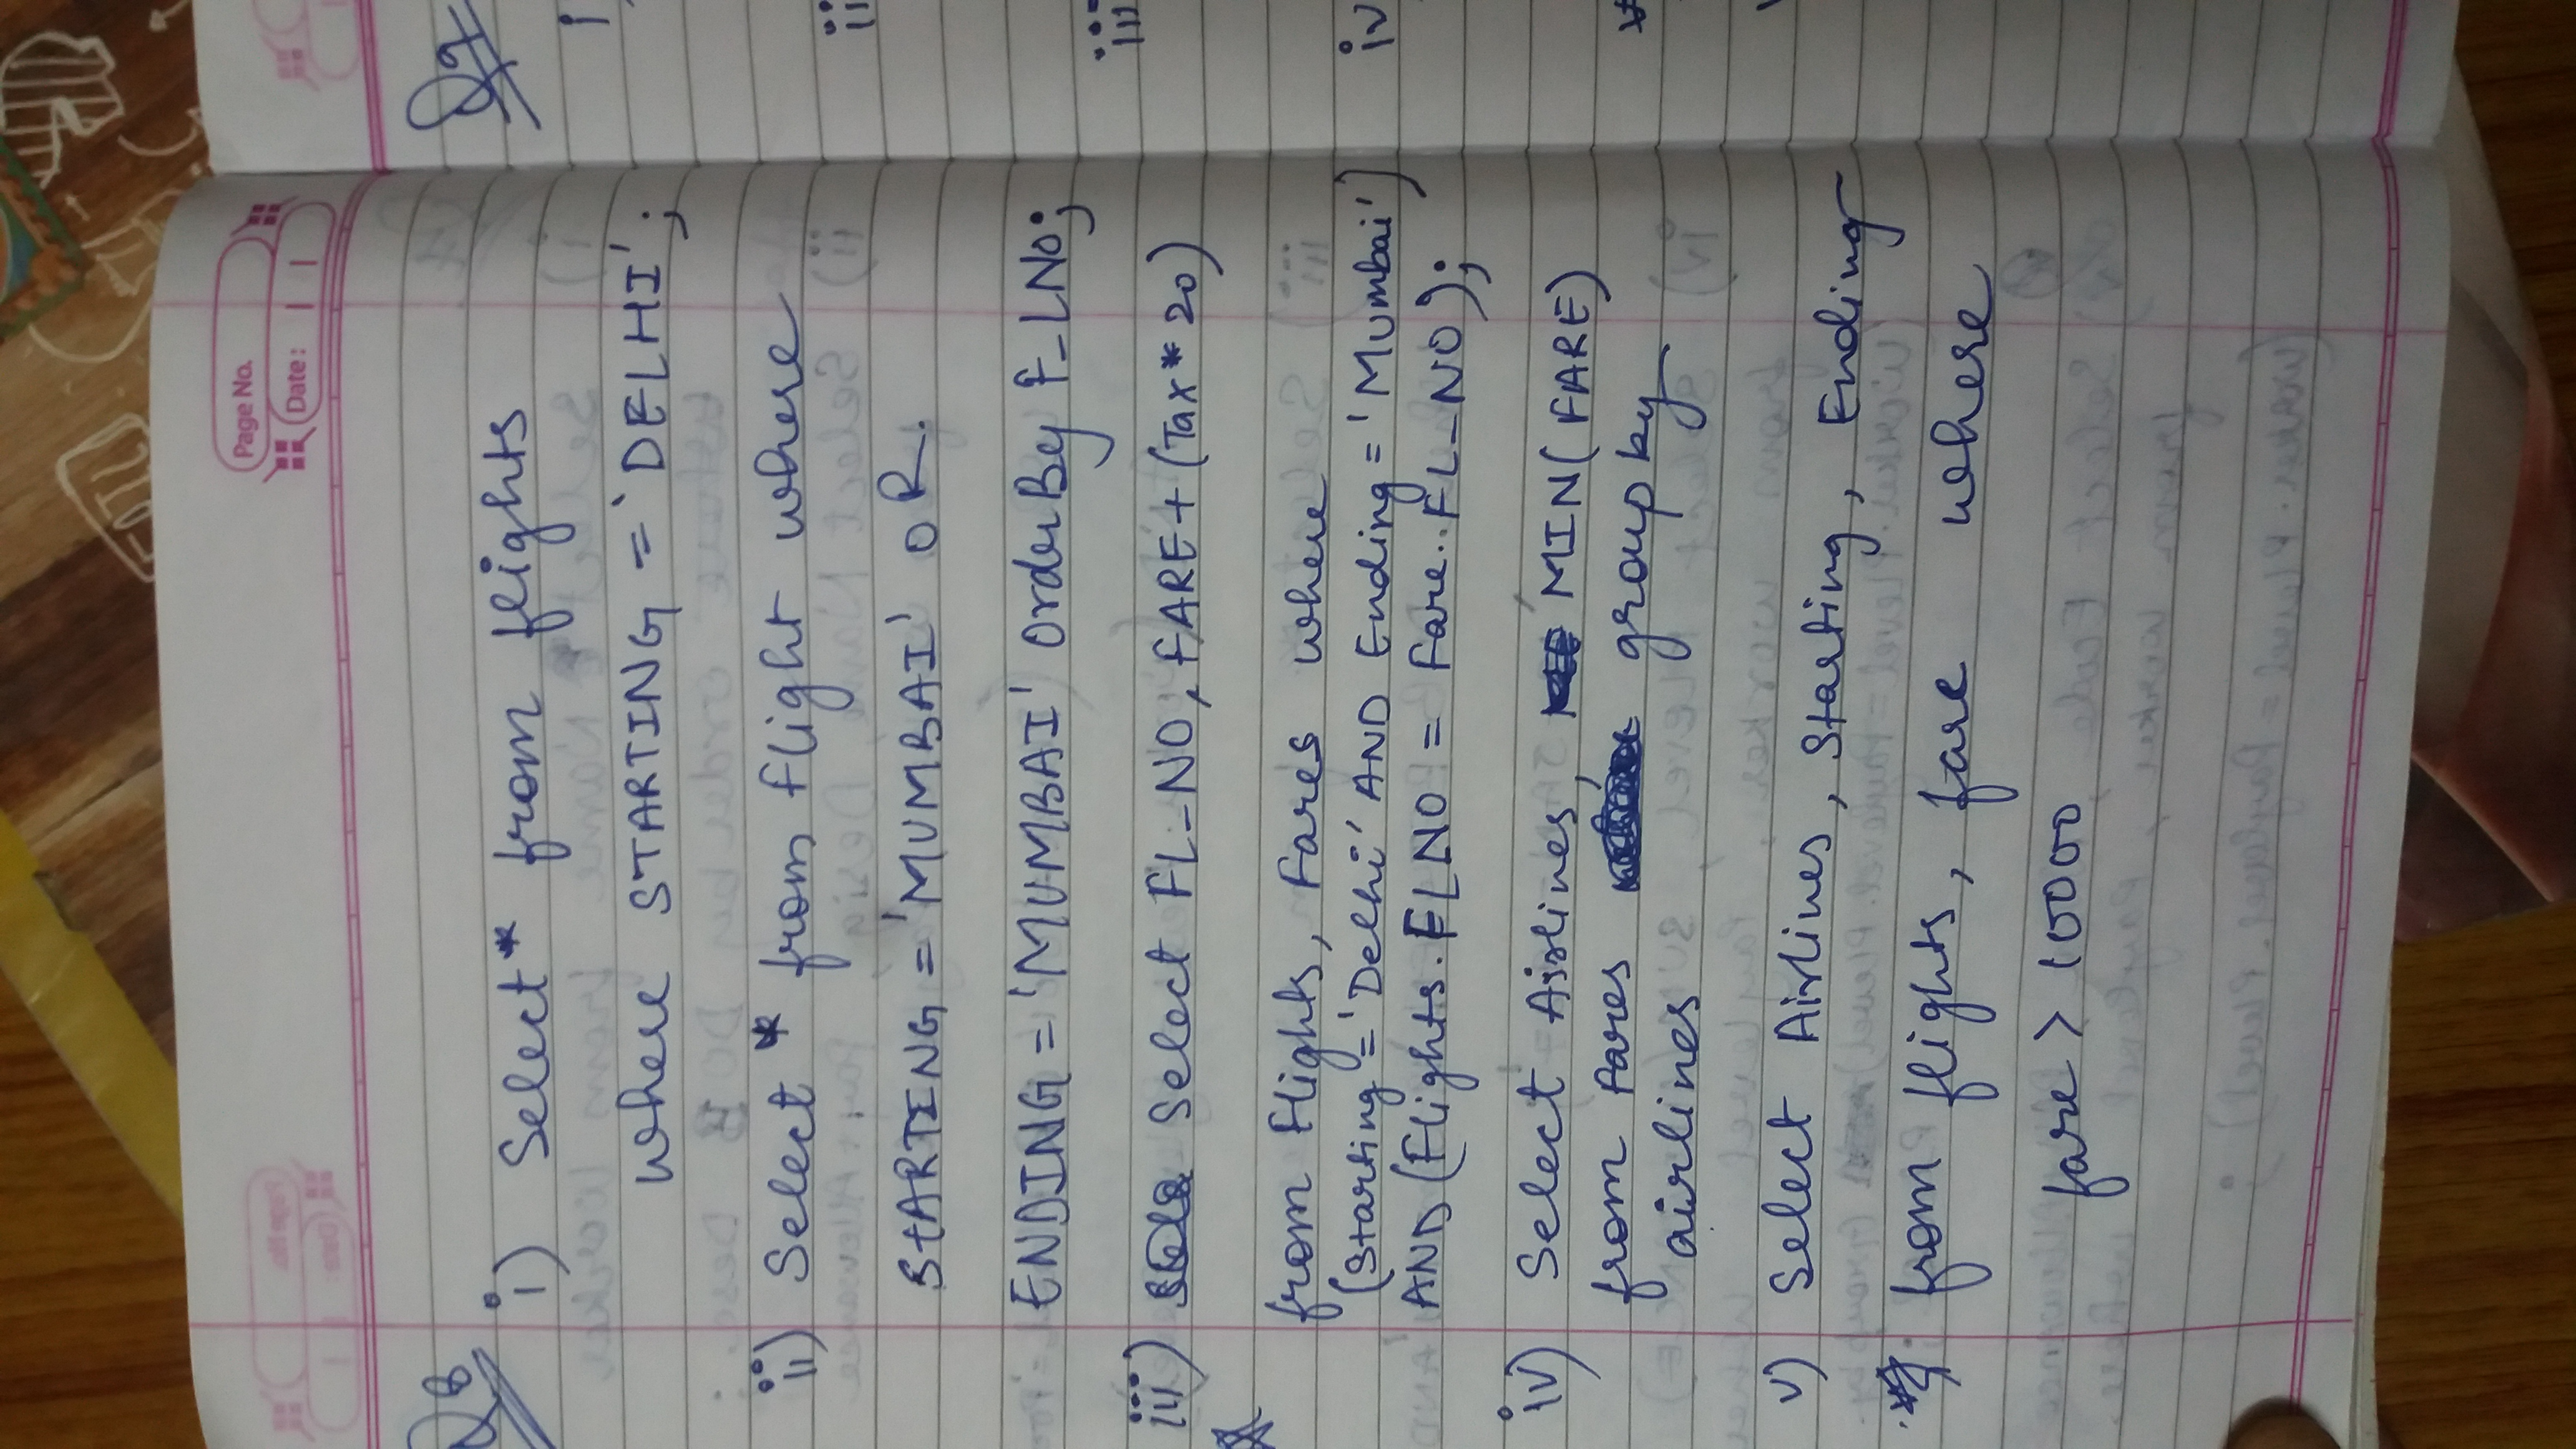 Page No.
Date :
Q8
i) Select * from flights
where STARTING = 'DELHI';
ii) Select * from flight where
STARTING = 'MUMBAI' OR.
ENDING = 'MUMBAI' Order By F_LNo;
iii) Select FL_NO, FARE + (Tax * 20)
from Flights, Fares where
(Starting = 'Delhi' AND Ending = 'Mumbai')
AND (Flights. FLNO = Fare.. FL_NO);
iv) Select Airlines, MIN( FARE)
from Fares group by
airlines
v) Select Airlines, Starting, Ending
from flights, fare where
fare > 10000
Q9
i
ii
iii
iv